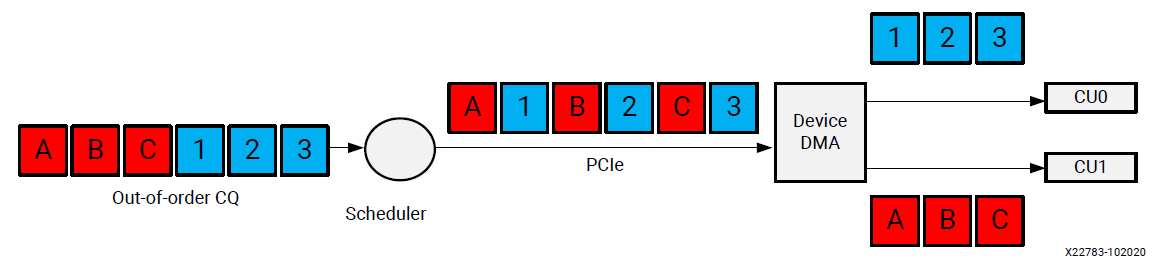 1 2 3
A 1 B 2 C 3
CU0
Device
DMA
A B C 1 2 3
PCIe
CU1
Out-of-order CQ
Scheduler
A B C
X22783-102020